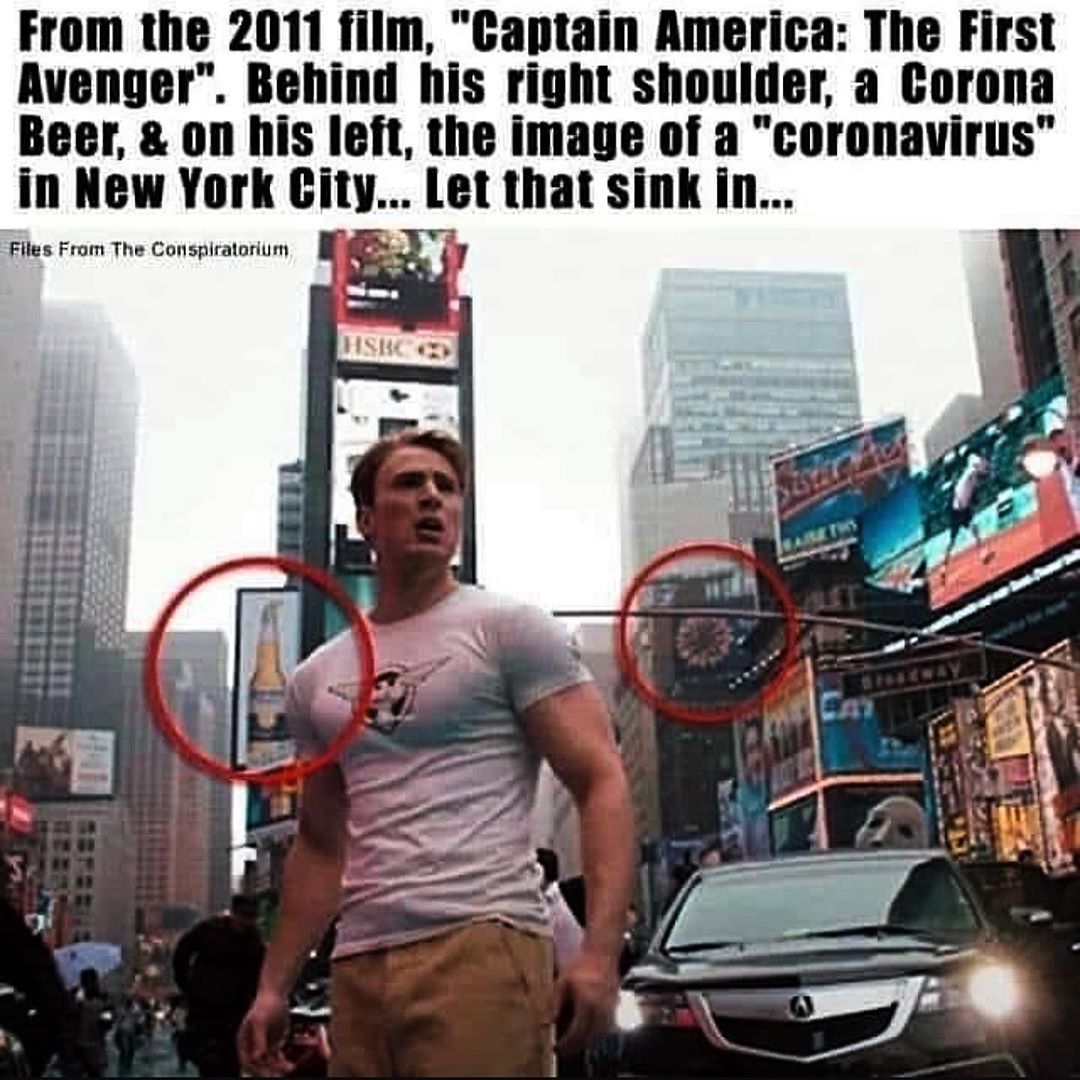 From the 2011 film, "Captain America: The First
Avenger". Behind his right shoulder, a Corona
Beer, & on his left, the image of a "coronavirus"
in New York City... Let that sink in...
Files From The Conspiratorium
HSBC
BROADWAY